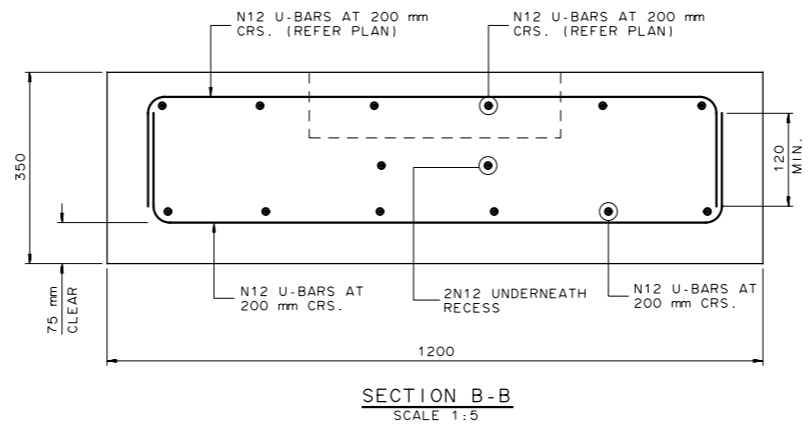 N12 U-BARS AT 200 mm
CRS. (REFER PLAN)
N12 U-BARS AT 200 mm
CRS. (REFER PLAN)
350
120
MIN.
75 mm
CLEAR
N12 U-BARS AT
200 mm CRS.
2N12 UNDERNEATH
RECESS
N12 U-BARS AT
200 mm CRS.
1200
SECTION B-B
SCALE 1:5